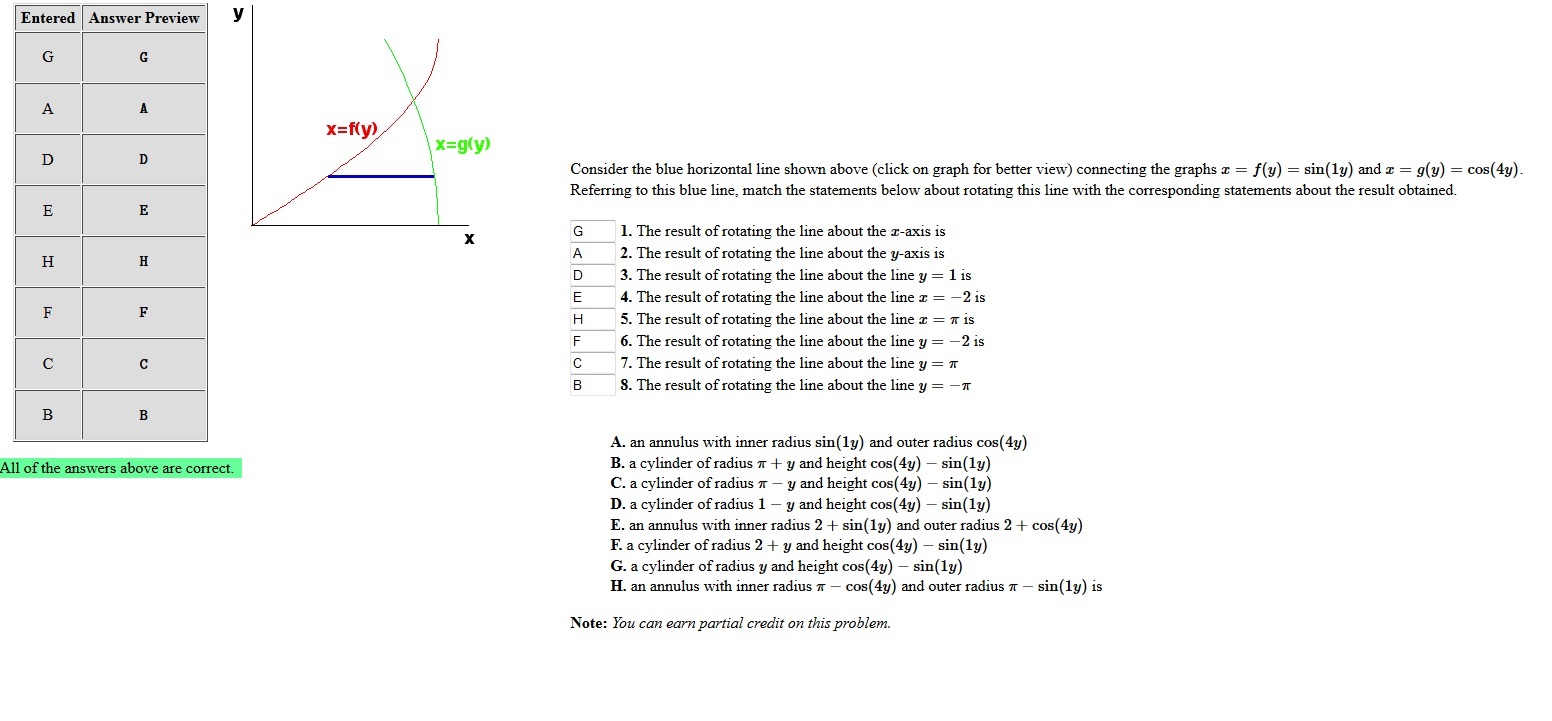 Entered Answer Preview
G G
A A
D D
E E
H H
F F
C C
B B
All of the answers above are correct.
y
x=f(y)
x=g(y)
x
Consider the blue horizontal line shown above (click on graph for better view) connecting the graphs x = f(y) = sin(1y) and x = g(y) = cos(4y).
Referring to this blue line, match the statements below about rotating this line with the corresponding statements about the result obtained.
G 1. The result of rotating the line about the x-axis is
A 2. The result of rotating the line about the y-axis is
D 3. The result of rotating the line about the line y = 1 is
E 4. The result of rotating the line about the line x = −2 is
H 5. The result of rotating the line about the line x = π is
F 6. The result of rotating the line about the line y = −2 is
C 7. The result of rotating the line about the line y = π
B 8. The result of rotating the line about the line y = −π
A. an annulus with inner radius sin(1y) and outer radius cos(4y)
B. a cylinder of radius π + y and height cos(4y) − sin(1y)
C. a cylinder of radius π − y and height cos(4y) − sin(1y)
D. a cylinder of radius 1 − y and height cos(4y) − sin(1y)
E. an annulus with inner radius 2 + sin(1y) and outer radius 2 + cos(4y)
F. a cylinder of radius 2 + y and height cos(4y) − sin(1y)
G. a cylinder of radius y and height cos(4y) − sin(1y)
H. an annulus with inner radius π − cos(4y) and outer radius π − sin(1y) is
Note: You can earn partial credit on this problem.